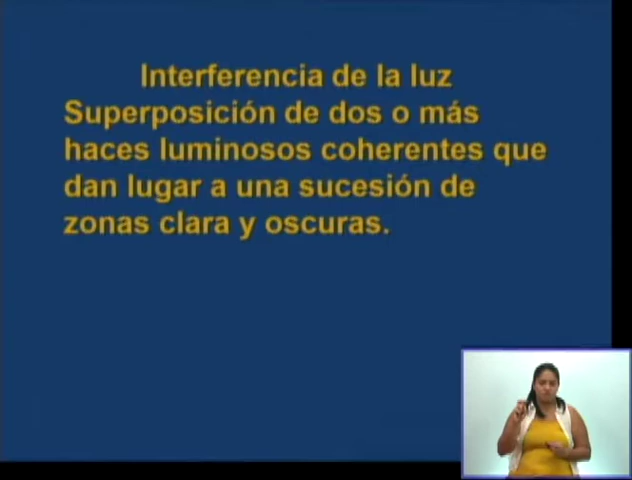 Interferencia de la luz
Superposición de dos o más
haces luminosos coherentes que
dan lugar a una sucesión de
zonas clara y oscuras.